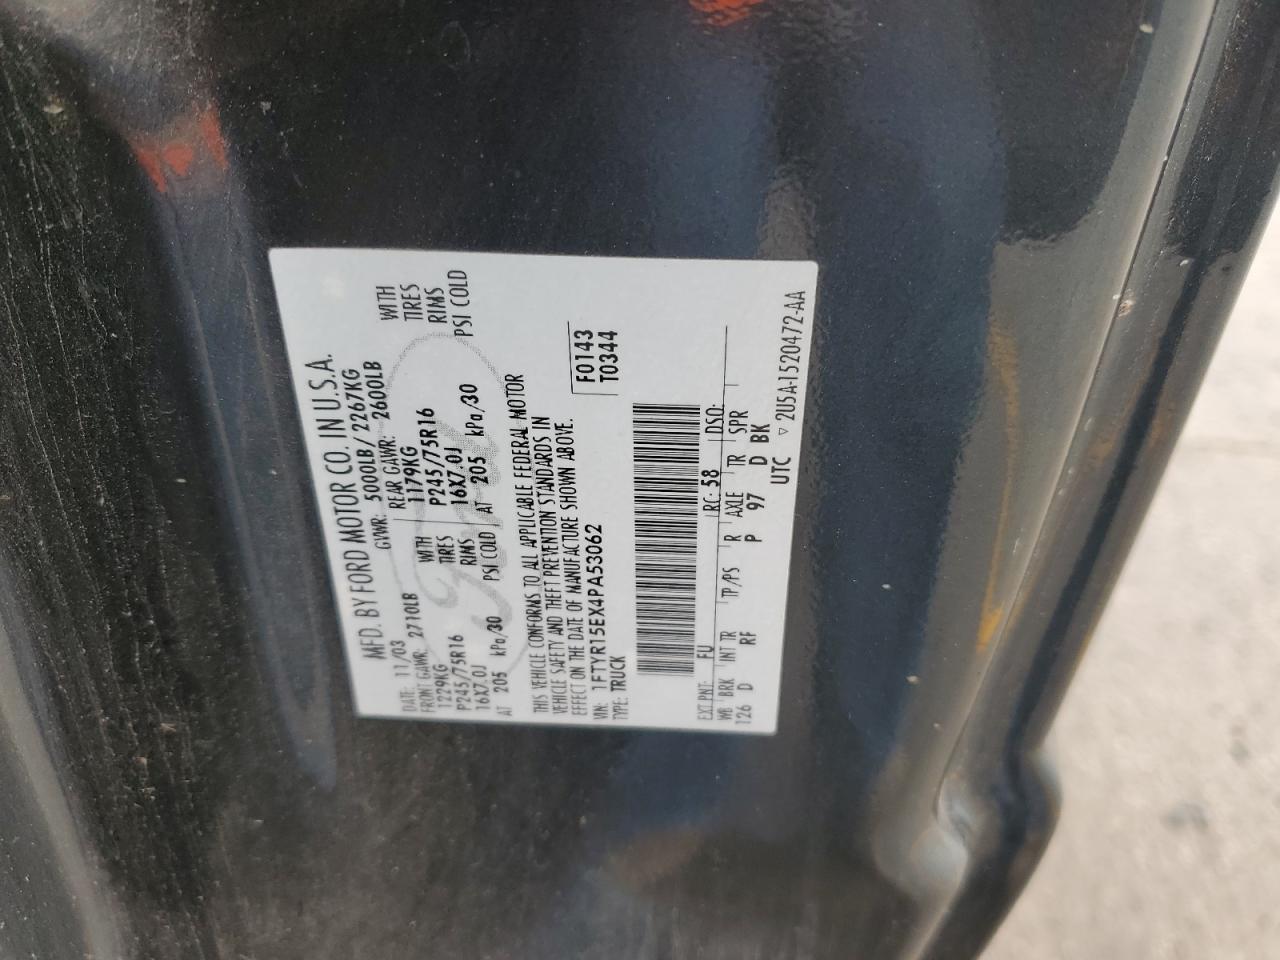 MFD. BY FORD MOTOR CO. IN U.S.A.
DATE: 11/03 GVWR: 5000LB/ 2267KG
FRONT GAWR: 2710LB REAR GAWR: 2600LB
1229KG WITH 1179KG WITH
P245/75R16 TIRES P245/75R16 TIRES
16X7.0J RIMS 16X7.0J RIMS
AT 205 kPa/30 PSI COLD AT 205 kPa/30 PSI COLD
THIS VEHICLE CONFORMS TO ALL APPLICABLE FEDERAL MOTOR
VEHICLE SAFETY AND THEFT PREVENTION STANDARDS IN
EFFECT ON THE DATE OF MANUFACTURE SHOWN ABOVE.
VIN: 1FTYR15EX4PA53062 F0143
TYPE: TRUCK T0344
EXT PNT: FU RC: 58 DSO:
WB BRK INT TR TP/PS R AXLE TR SPR
126 D RF P 97 D BK
UTC ▽ 2U5A-1520472-AA